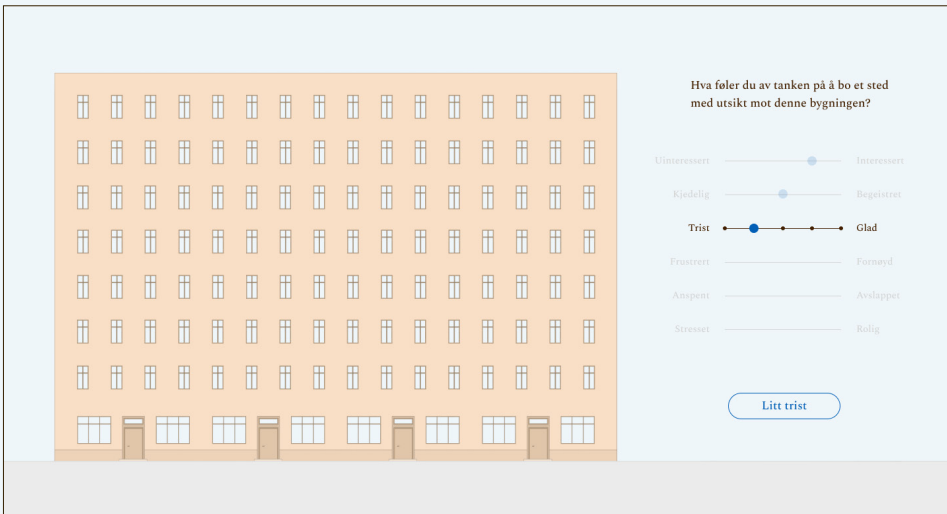 Hva føler du av tanken på å bo et sted
med utsikt mot denne bygningen?
Uinteressert Interessert
Kjedelig Begeistret
Trist Glad
Frustrert Fornøyd
Anspent Avslappet
Stresset Rolig
Litt trist